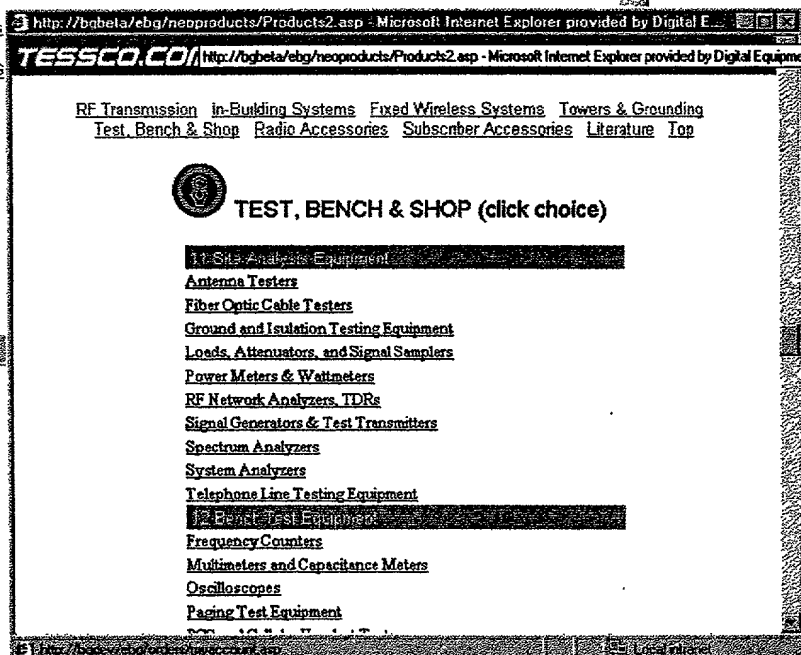 http://bgbeta/ebg/neoproducts/Products2.asp - Microsoft Internet Explorer provided by Digital E...
TESSCO.CO
http://bgbeta/ebg/neoproducts/Products2.asp - Microsoft Internet Explorer provided by Digital Equipme
RF Transmission In-Building Systems Fixed Wireless Systems Towers & Grounding
Test, Bench & Shop Radio Accessories Subscriber Accessories Literature Top
TEST, BENCH & SHOP (click choice)
11 Site Analysis Equipment
Antenna Testers
Fiber Optic Cable Testers
Ground and Isulation Testing Equipment
Loads, Attenuators, and Signal Samplers
Power Meters & Wattmeters
RF Network Analyzers, TDRs
Signal Generators & Test Transmitters
Spectrum Analyzers
System Analyzers
Telephone Line Testing Equipment
12 Bench Test Equipment
Frequency Counters
Multimeters and Capacitance Meters
Oscilloscopes
Paging Test Equipment
Local intranet